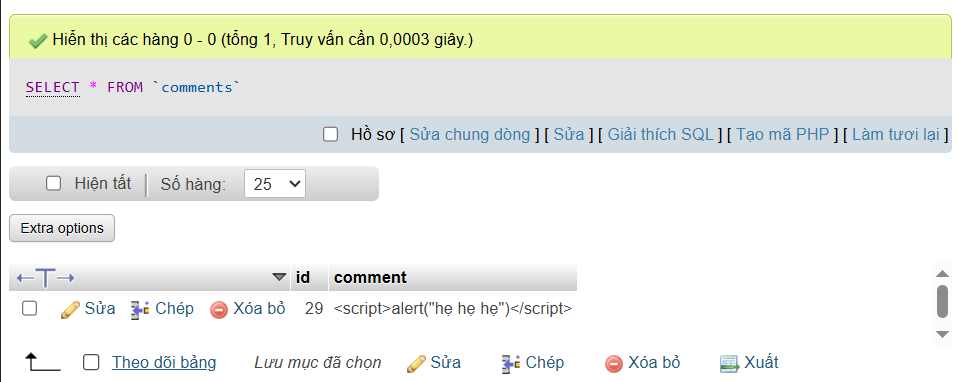 Hiển thị các hàng 0 - 0 (tổng 1, Truy vấn cần 0,0003 giây.)
SELECT * FROM `comments`
Hồ sơ [ Sửa chung dòng ] [ Sửa ] [ Giải thích SQL ] [ Tạo mã PHP ] [ Làm tươi lại ]
Hiện tất Số hàng: 25
Extra options
←T→ id comment
Sửa Chép Xóa bỏ 29 <script>alert("hẹ hẹ hẹ")</script>
Theo dõi bảng Lưu mục đã chọn Sửa Chép Xóa bỏ Xuất